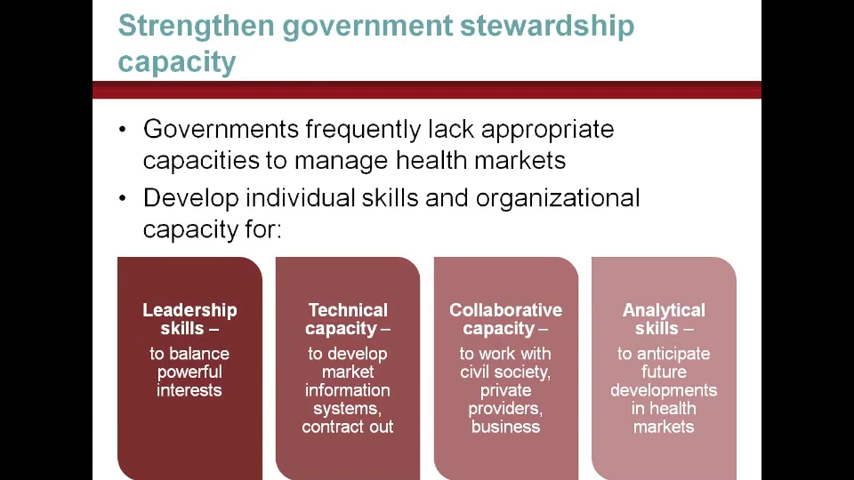 Strengthen government stewardship
capacity
• Governments frequently lack appropriate
capacities to manage health markets
• Develop individual skills and organizational
capacity for:
Leadership
skills –
to balance
powerful
interests
Technical
capacity –
to develop
market
information
systems,
contract out
Collaborative
capacity –
to work with
civil society,
private
providers,
business
Analytical
skills –
to anticipate
future
developments
in health
markets